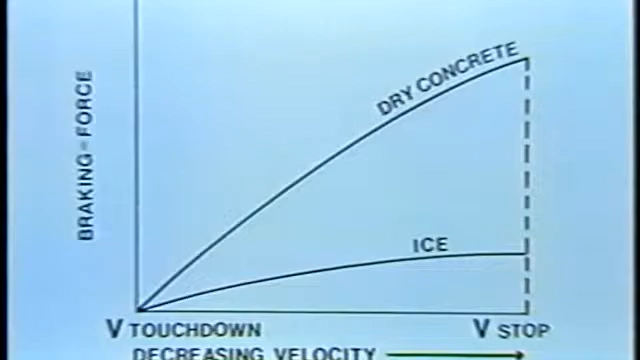 DRY CONCRETE
BRAKING-FORCE
ICE
V TOUCHDOWN
V STOP
DECREASING VELOCITY